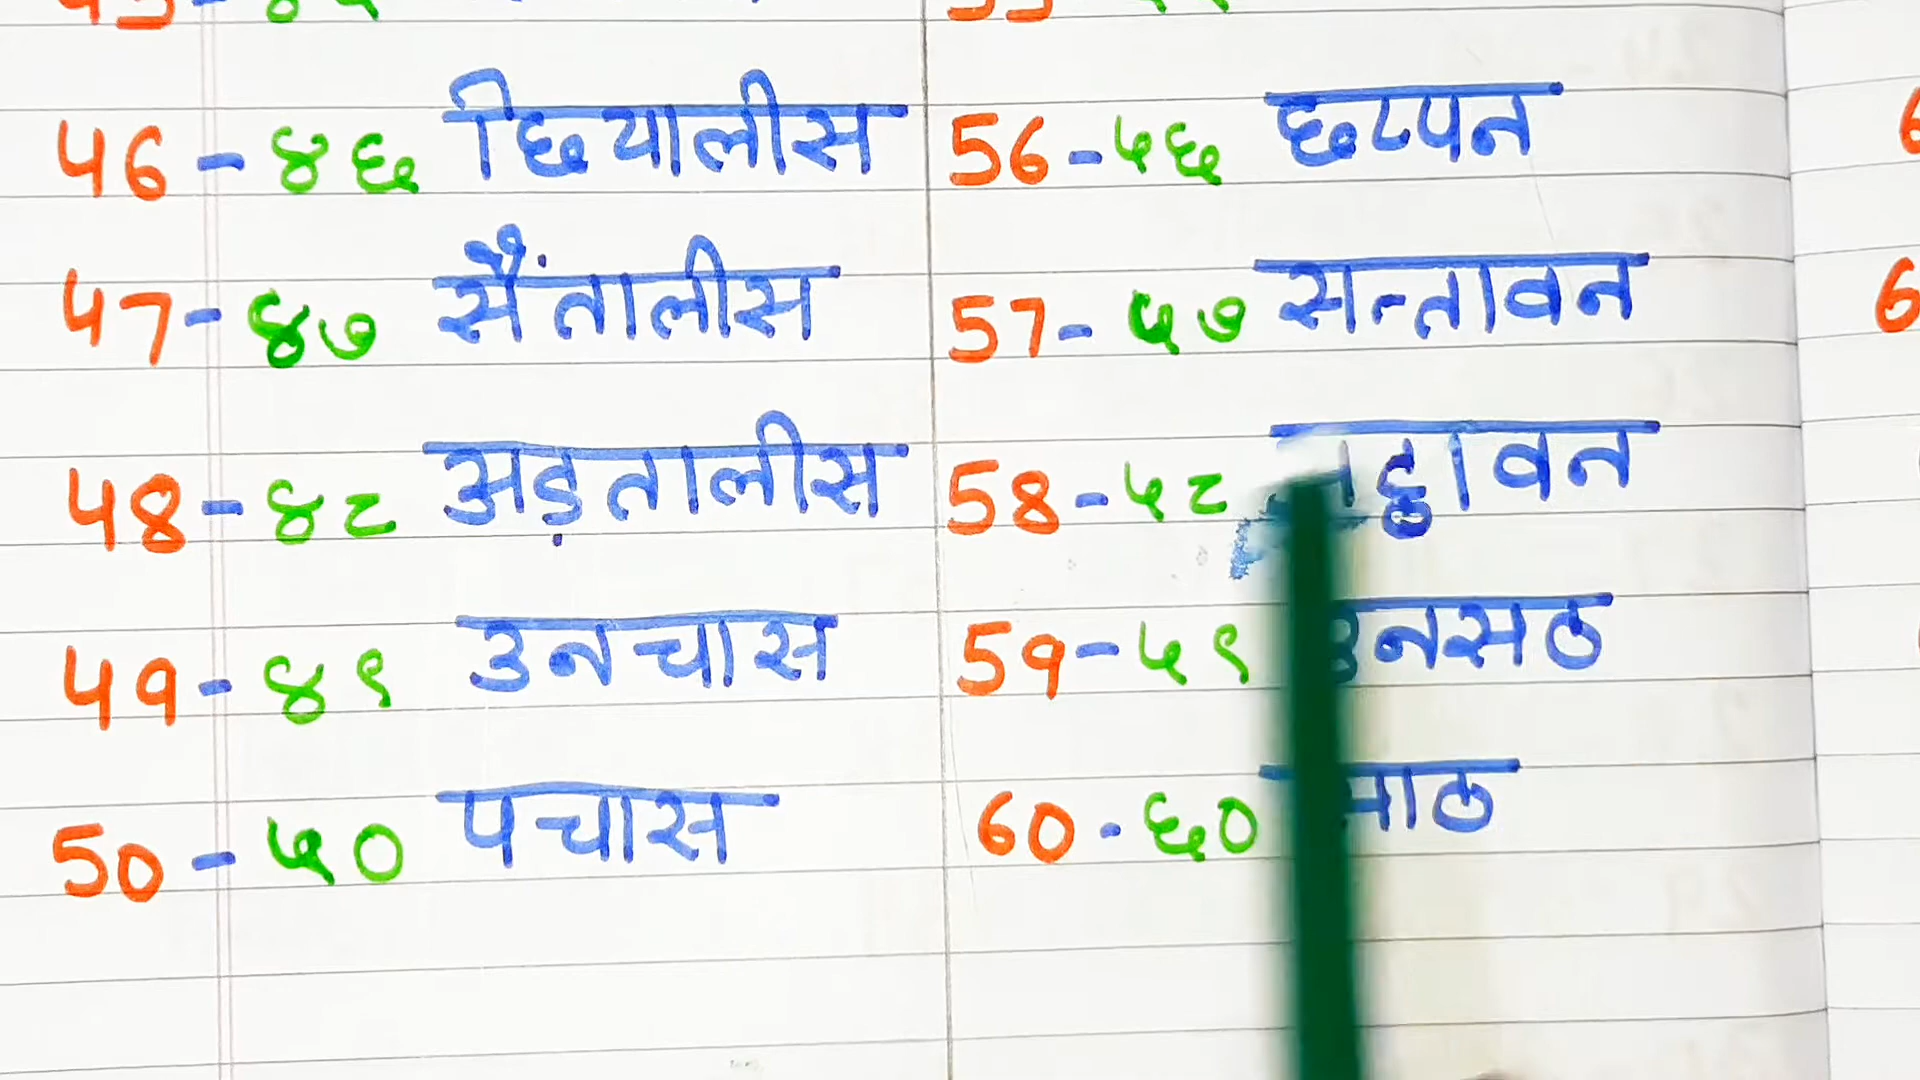 46 - ४६ छियालीस
47 - ४७ सैंतालीस
48 - ४८ अड़तालीस
49 - ४९ उनचास
50 - ५० पचास
56 - ५६ छप्पन
57 - ५७ सन्तावन
58 - ५८
59 - ५९ उनसठ
60 - ६० साठ